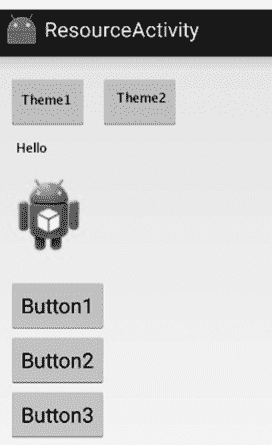 ResourceActivity
Theme1 Theme2
Hello
Button1
Button2
Button3